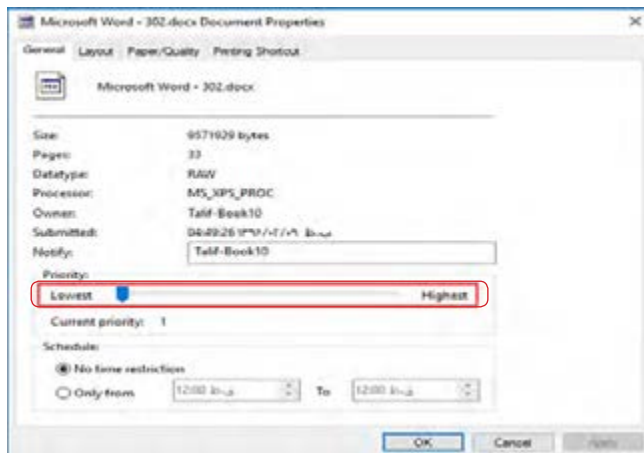 Microsoft Word - 302.docx Document Properties
General Layout Paper/Quality Printing Shortcut
Microsoft Word - 302.docx
Size: 9571929 bytes
Pages: 33
Datatype: RAW
Processor: MS_XPS_PROC
Owner: Talif-Book10
Submitted: 04:49:26
Notify: Talif-Book10
Priority:
Lowest Highest
Current priority: 1
Schedule:
No time restriction
Only from 12:00 To 12:00
OK Cancel Apply